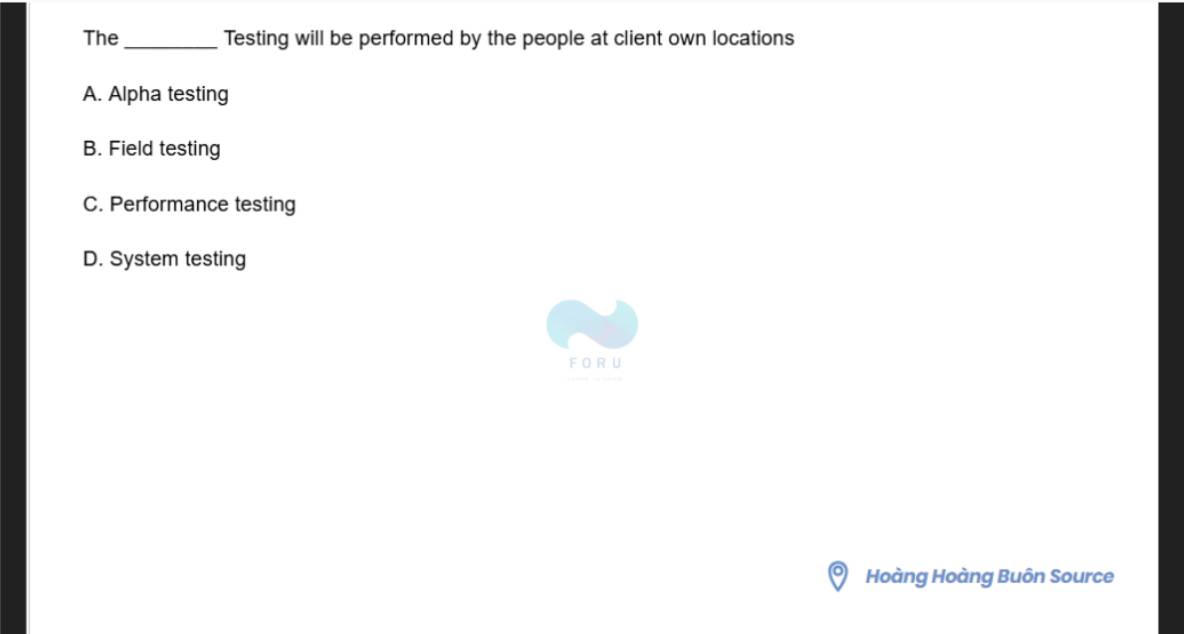 The ________ Testing will be performed by the people at client own locations
A. Alpha testing
B. Field testing
C. Performance testing
D. System testing
FORU
Hoàng Hoàng Buôn Source